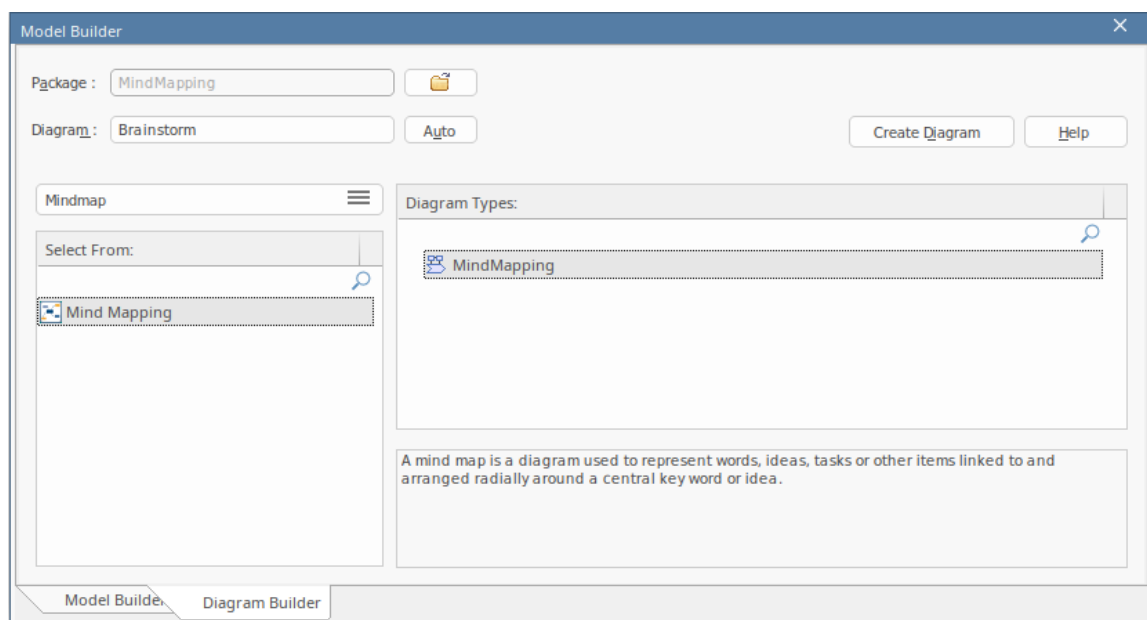 Model Builder
Package :
MindMapping
Diagram :
Brainstorm
Auto
Create Diagram
Help
Mindmap
Select From:
Mind Mapping
Diagram Types:
MindMapping
A mind map is a diagram used to represent words, ideas, tasks or other items linked to and
arranged radially around a central key word or idea.
Model Builder
Diagram Builder